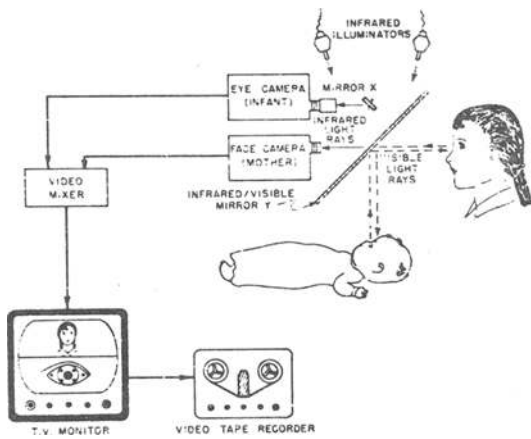 INFRARED
ILLUMINATORS
EYE CAMERA
(INFANT)
MIRROR X
INFRARED
LIGHT
RAYS
FACE CAMERA
(MOTHER)
VISIBLE
LIGHT
RAYS
VIDEO
MIXER
INFRARED/VISIBLE
MIRROR Y
T.V. MONITOR
VIDEO TAPE RECORDER